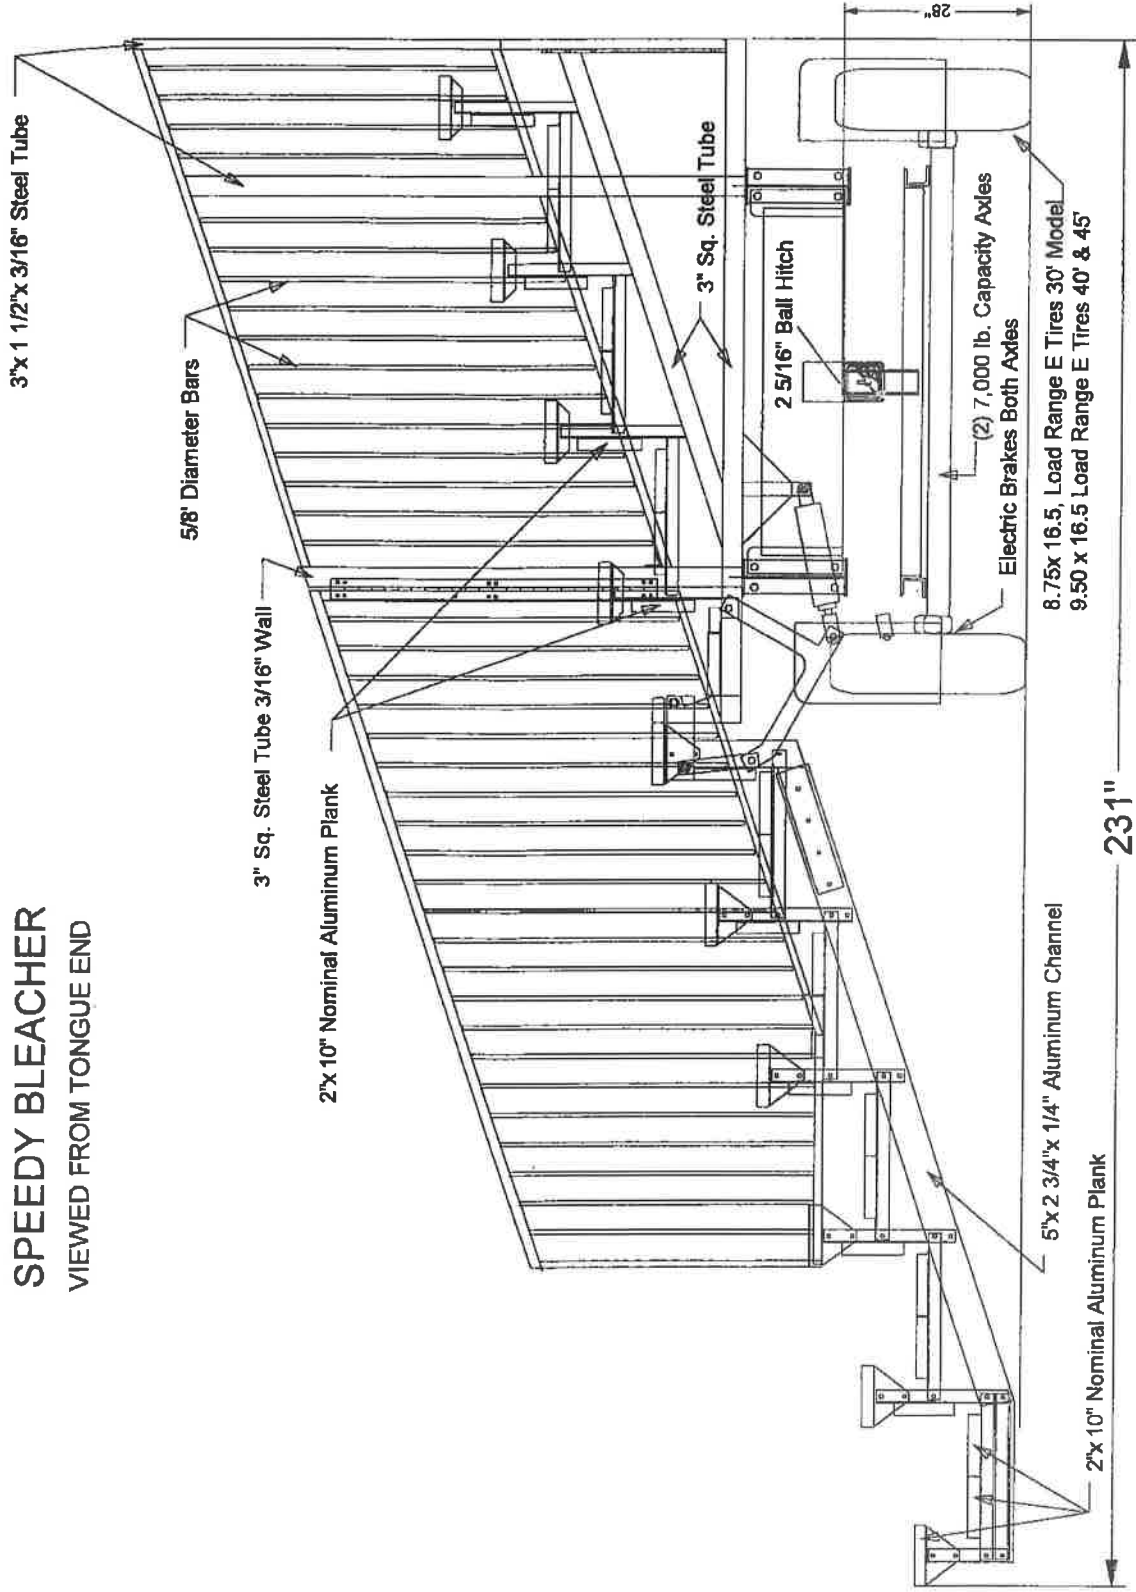 SPEEDY BLEACHER
VIEWED FROM TONGUE END
3"x 1 1/2"x 3/16" Steel Tube
5/8' Diameter Bars
3" Sq. Steel Tube 3/16" Wall
2"x 10" Nominal Aluminum Plank
3" Sq. Steel Tube
2 5/16" Ball Hitch
28"
(2) 7,000 lb. Capacity Axles
Electric Brakes Both Axles
8.75x 16.5, Load Range E Tires 30' Model
9.50 x 16.5 Load Range E Tires 40' & 45'
5"x 2 3/4"x 1/4" Aluminum Channel
2"x 10" Nominal Aluminum Plank
231"